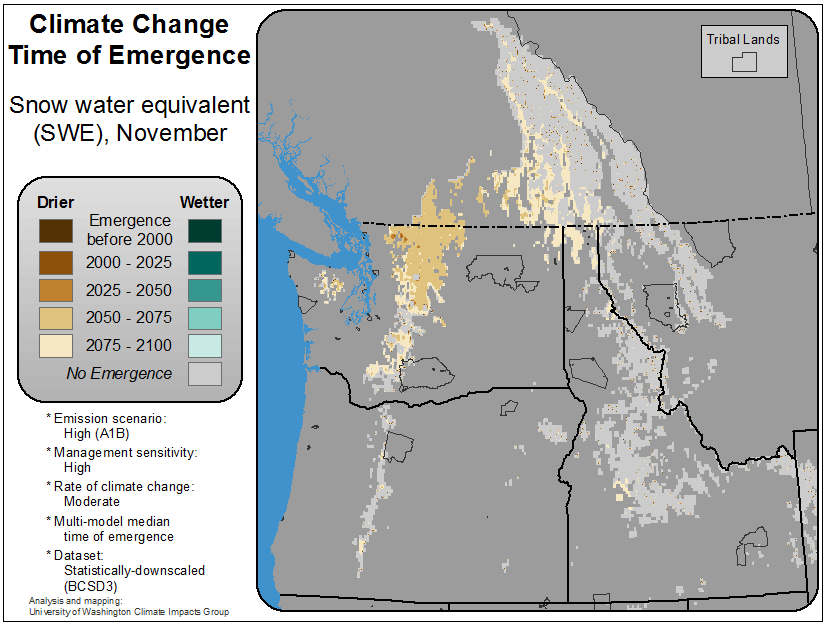 Climate Change
Time of Emergence
Snow water equivalent
(SWE), November
Drier
Wetter
Emergence
before 2000
2000 - 2025
2025 - 2050
2050 - 2075
2075 - 2100
No Emergence
* Emission scenario:
High (A1B)
* Management sensitivity:
High
* Rate of climate change:
Moderate
* Multi-model median
time of emergence
* Dataset:
Statistically-downscaled
(BCSD3)
Analysis and mapping:
University of Washington Climate Impacts Group
Tribal Lands